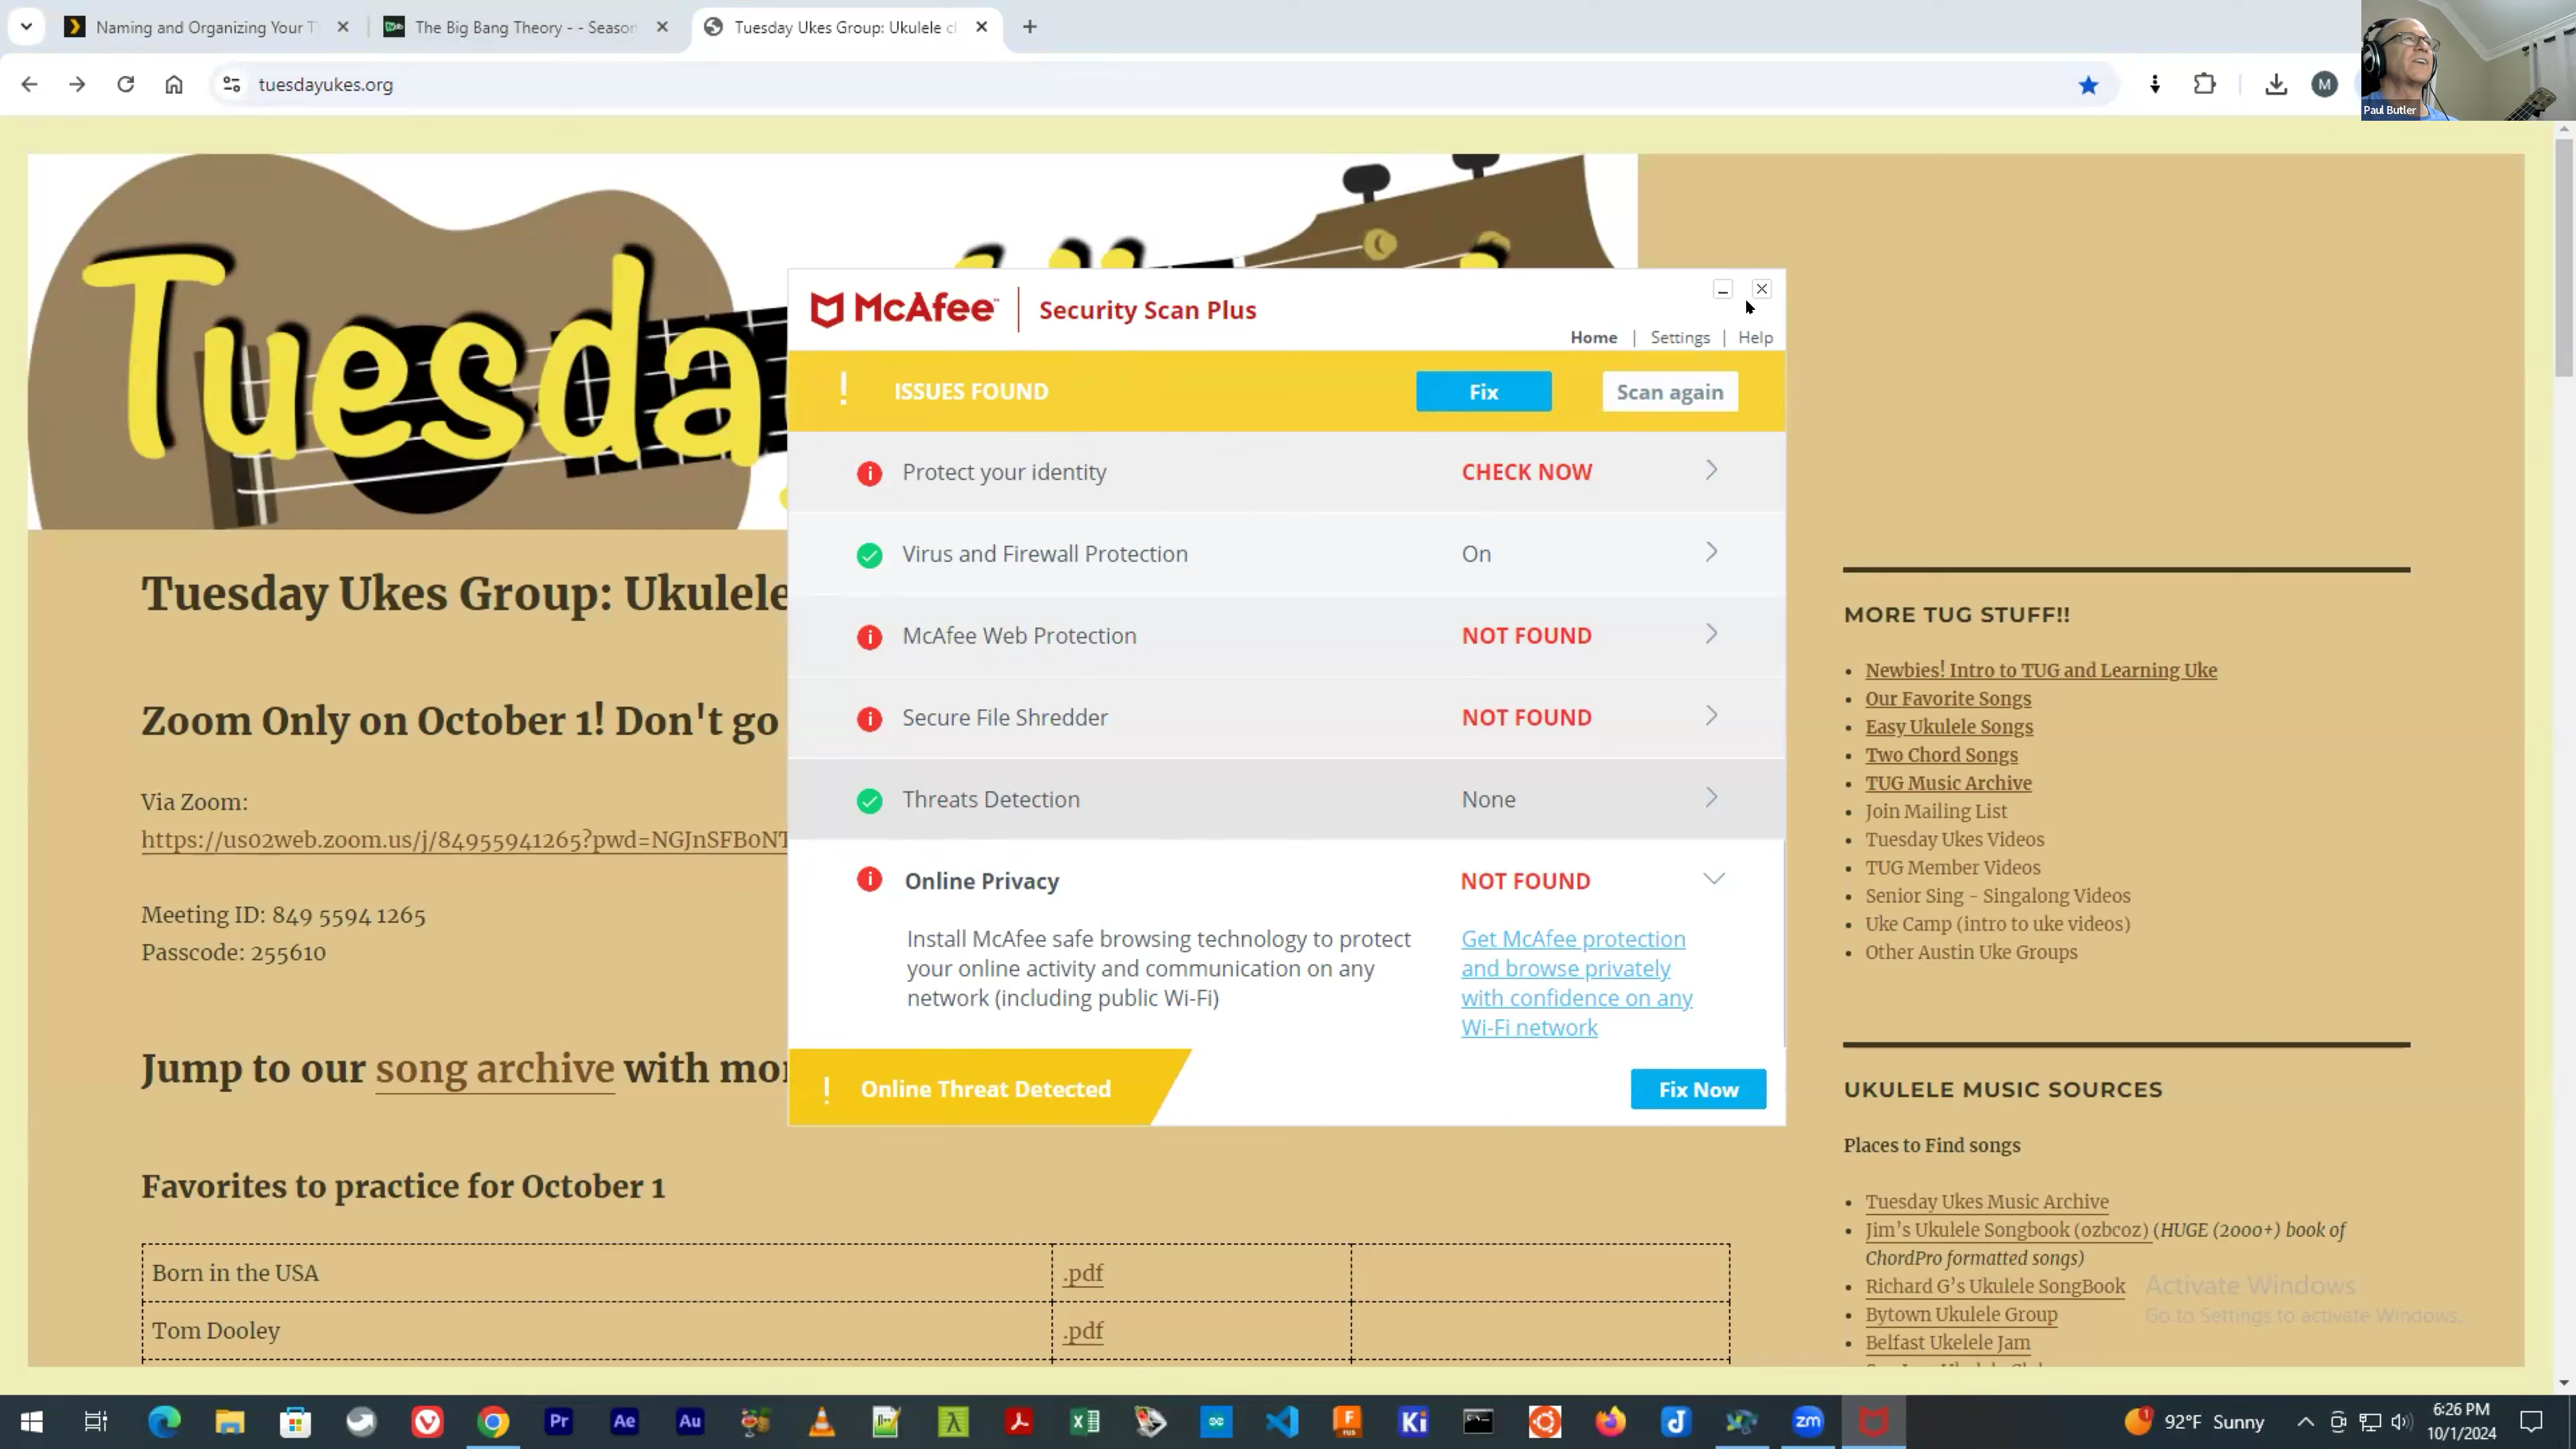 Naming and Organizing Your T
The Big Bang Theory - - Season
Tuesday Ukes Group: Ukulele cl
tuesdayukes.org
M
Paul Butler
Tuesda
McAfee™ | Security Scan Plus
Home | Settings | Help
! ISSUES FOUND Fix Scan again
Protect your identity CHECK NOW
Virus and Firewall Protection On
McAfee Web Protection NOT FOUND
Secure File Shredder NOT FOUND
Threats Detection None
Online Privacy NOT FOUND
Install McAfee safe browsing technology to protect
your online activity and communication on any
network (including public Wi-Fi)
Get McAfee protection
and browse privately
with confidence on any
Wi-Fi network
! Online Threat Detected Fix Now
Tuesday Ukes Group: Ukulele
Zoom Only on October 1! Don't go
Via Zoom:
https://us02web.zoom.us/j/84955941265?pwd=NGJnSFB0NT
Meeting ID: 849 5594 1265
Passcode: 255610
Jump to our song archive with mo
Favorites to practice for October 1
Born in the USA .pdf
Tom Dooley .pdf
MORE TUG STUFF!!
Newbies! Intro to TUG and Learning Uke
Our Favorite Songs
Easy Ukulele Songs
Two Chord Songs
TUG Music Archive
Join Mailing List
Tuesday Ukes Videos
TUG Member Videos
Senior Sing – Singalong Videos
Uke Camp (intro to uke videos)
Other Austin Uke Groups
UKULELE MUSIC SOURCES
Places to Find songs
Tuesday Ukes Music Archive
Jim's Ukulele Songbook (ozbcoz) (HUGE (2000+) book of
ChordPro formatted songs)
Richard G's Ukulele SongBook
Bytown Ukulele Group
Belfast Ukelele Jam
Activate Windows
Go to Settings to activate Windows.
Pr Ae Au F Ki zm
1 92°F Sunny
6:26 PM
10/1/2024